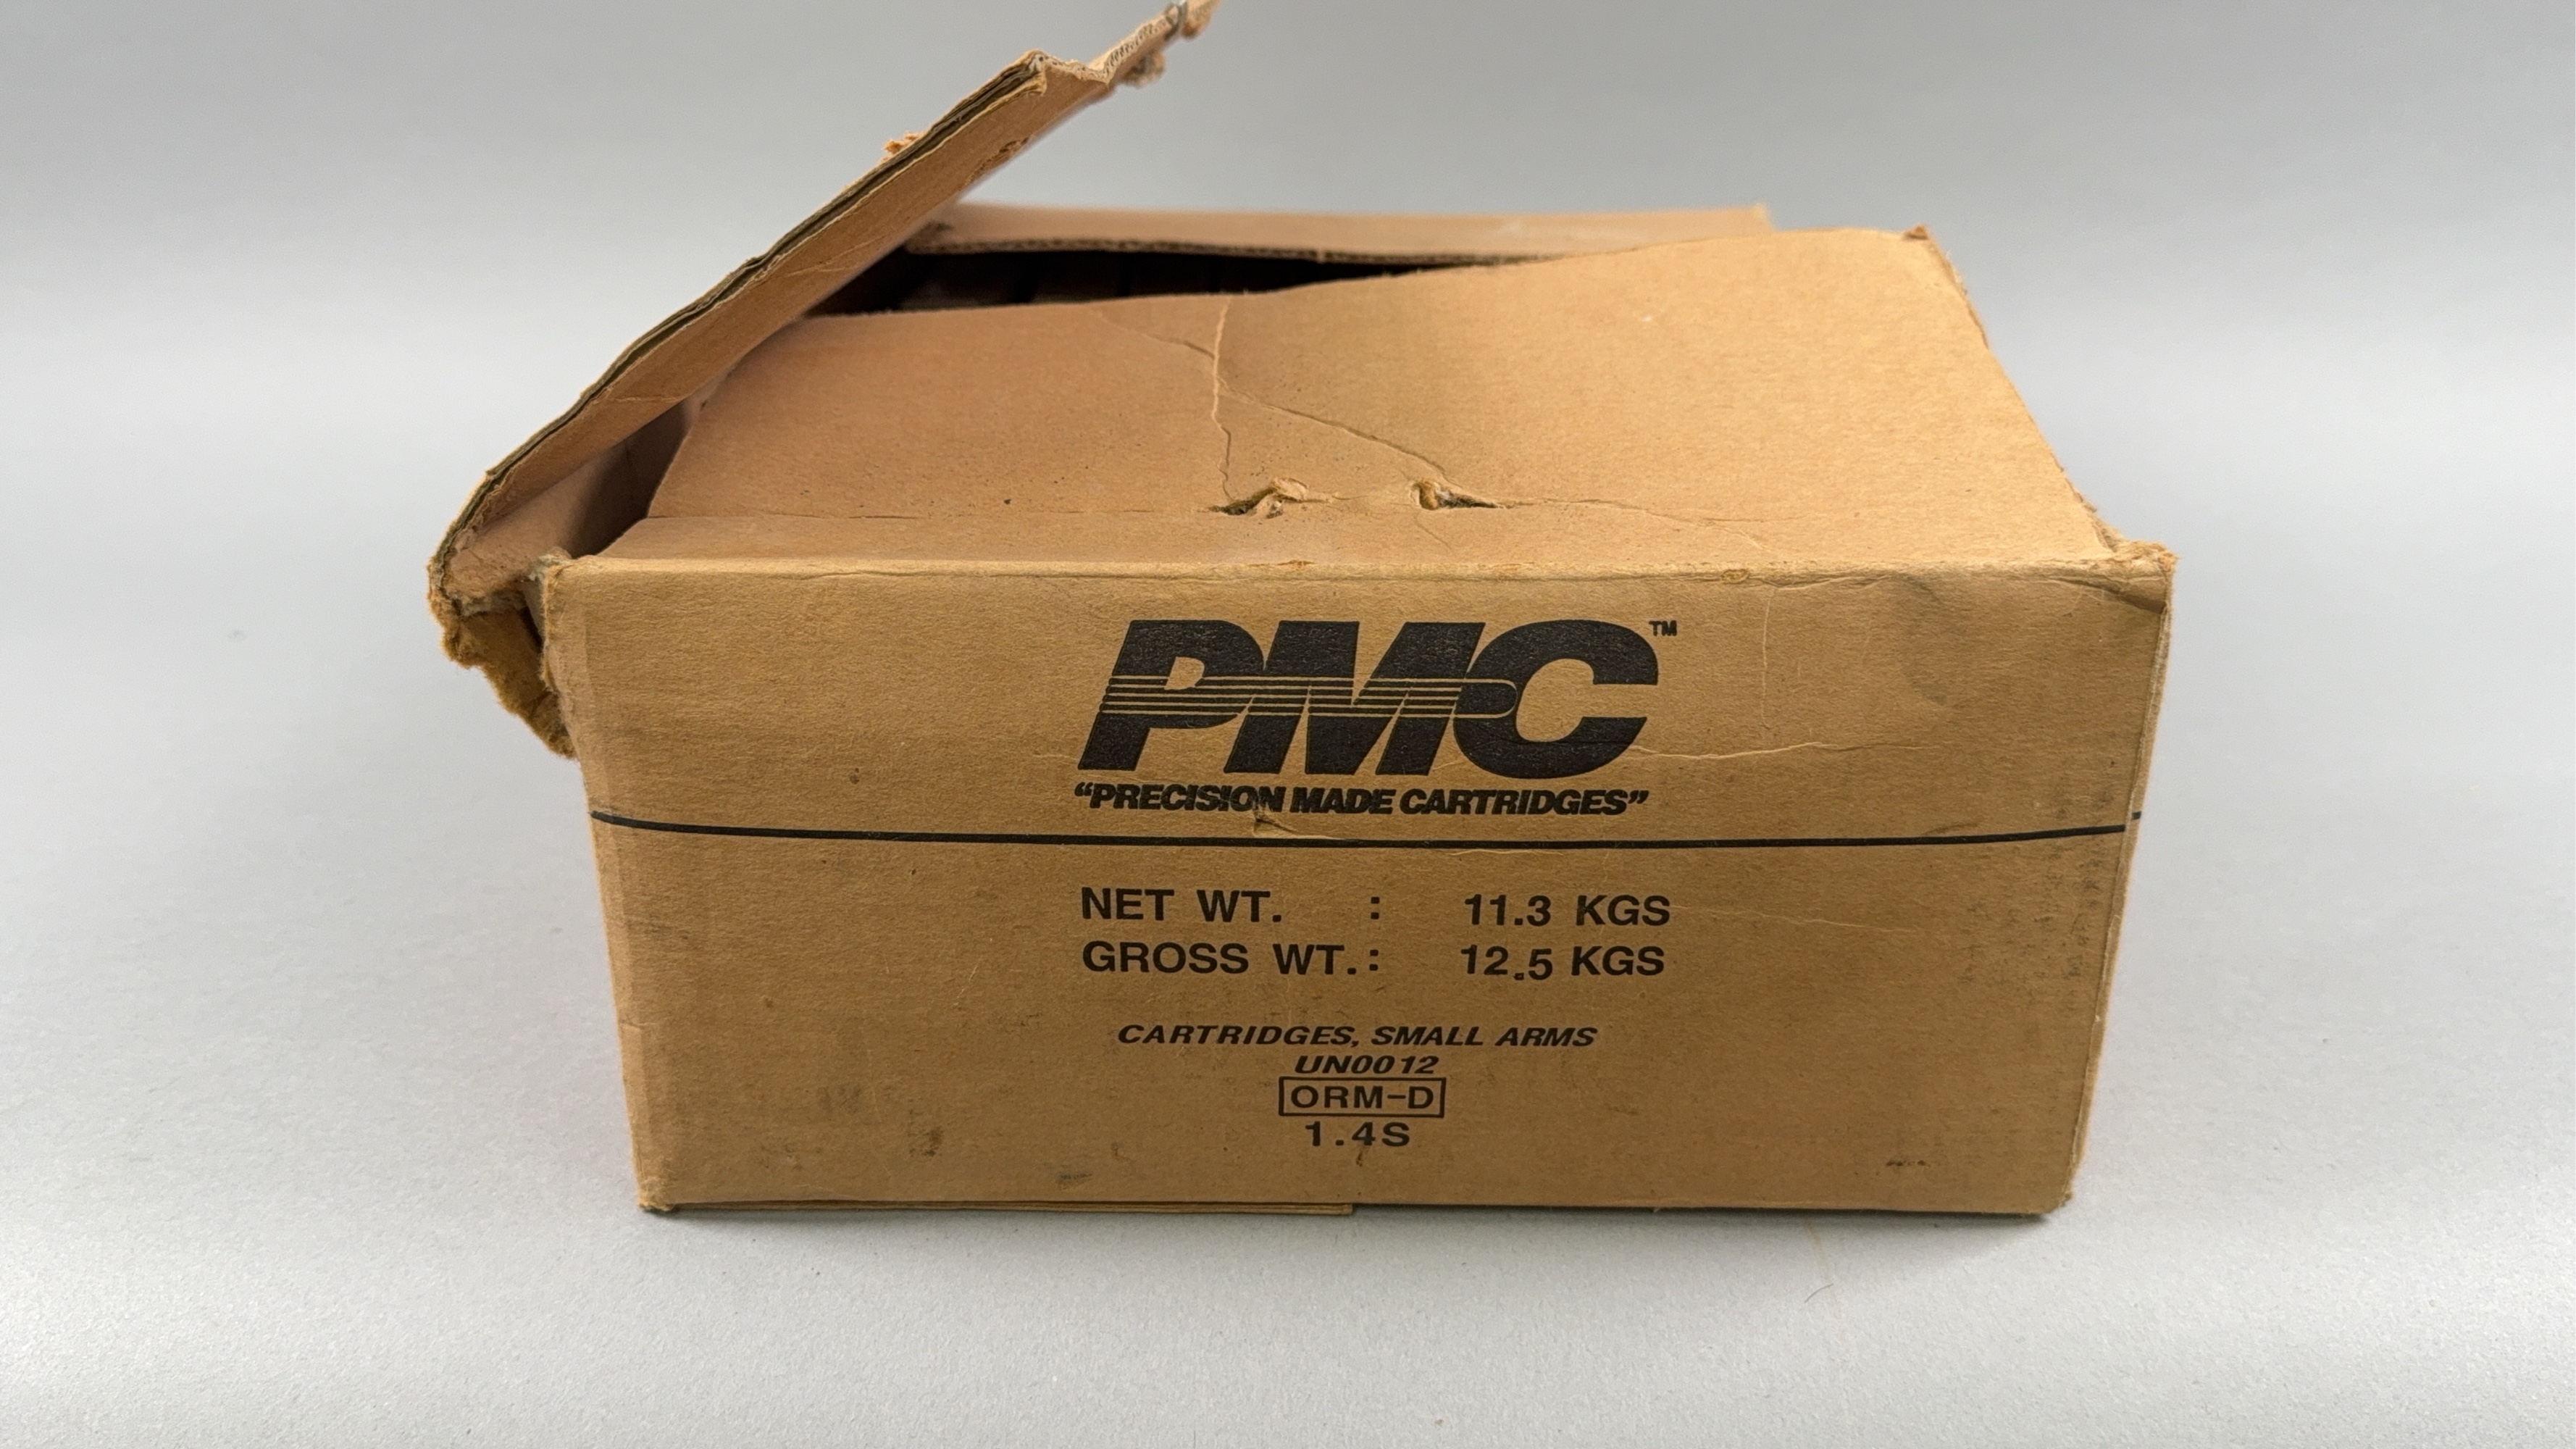 PMC™
"PRECISION MADE CARTRIDGES"
NET WT. : 11.3 KGS
GROSS WT. : 12.5 KGS
CARTRIDGES, SMALL ARMS
UN0012
ORM-D
1.4S